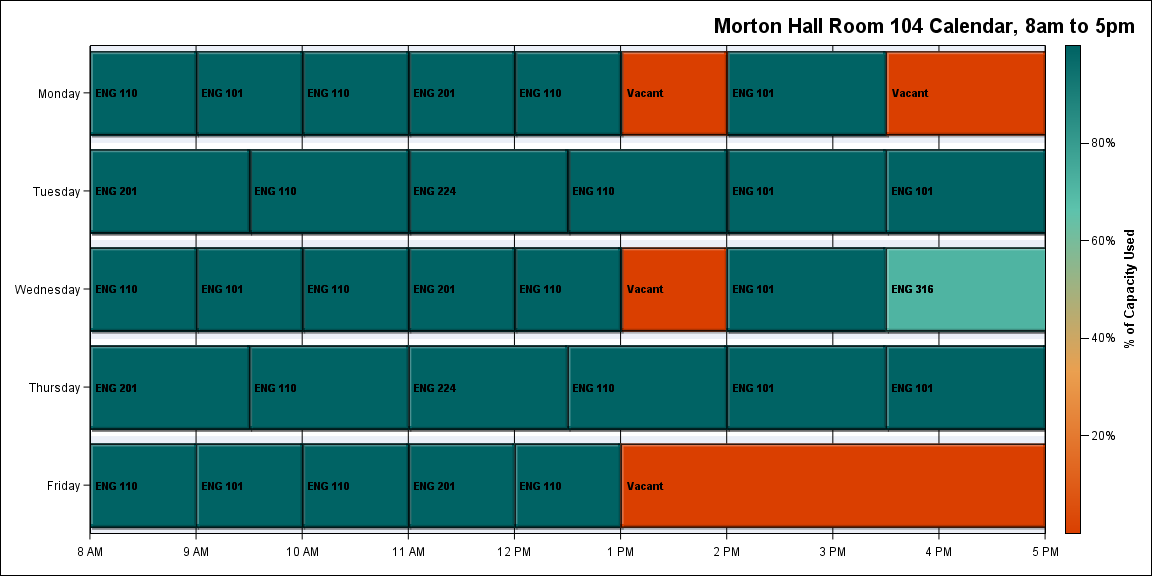 Morton Hall Room 104 Calendar, 8am to 5pm
Monday ENG 110 ENG 101 ENG 110 ENG 201 ENG 110 Vacant ENG 101 Vacant
80%
Tuesday ENG 201 ENG 110 ENG 224 ENG 110 ENG 101 ENG 101
60%
% of Capacity Used
Wednesday ENG 110 ENG 101 ENG 110 ENG 201 ENG 110 Vacant ENG 101 ENG 316
40%
Thursday ENG 201 ENG 110 ENG 224 ENG 110 ENG 101 ENG 101
20%
Friday ENG 110 ENG 101 ENG 110 ENG 201 ENG 110 Vacant
8 AM 9 AM 10 AM 11 AM 12 PM 1 PM 2 PM 3 PM 4 PM 5 PM